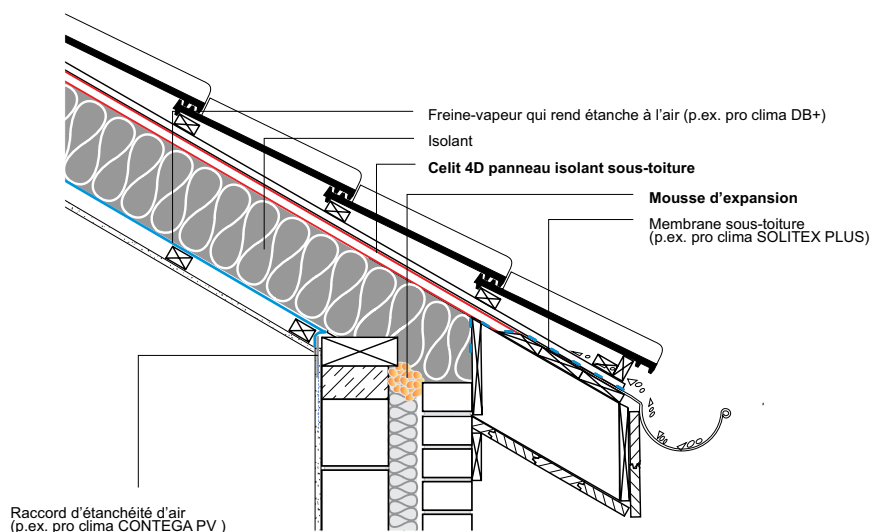 Freine-vapeur qui rend étanche à l'air (p.ex. pro clima DB+)
Isolant
Celit 4D panneau isolant sous-toiture
Mousse d'expansion
Membrane sous-toiture
(p.ex. pro clima SOLITEX PLUS)
Raccord d'étanchéité d'air
(p.ex. pro clima CONTEGA PV )